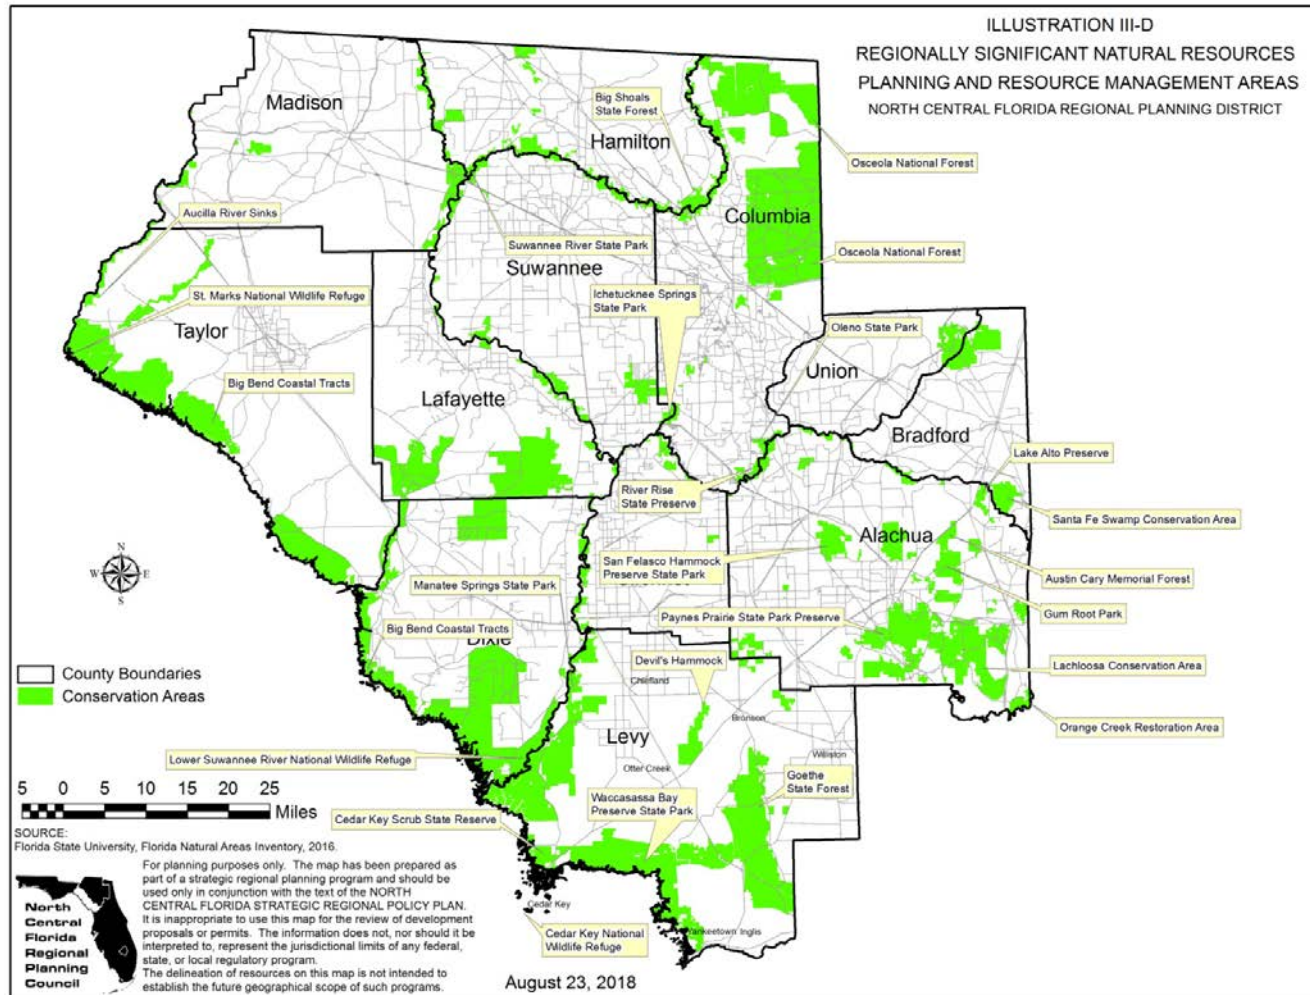 ILLUSTRATION III-D
REGIONALLY SIGNIFICANT NATURAL RESOURCES
PLANNING AND RESOURCE MANAGEMENT AREAS
NORTH CENTRAL FLORIDA REGIONAL PLANNING DISTRICT
Madison
Big Shoals
State Forest
Hamilton
Osceola National Forest
Aucilla River Sinks
Columbia
Suwannee River State Park
Osceola National Forest
Suwannee
St. Marks National Wildlife Refuge
Ichetucknee Springs
State Park
Taylor
Oleno State Park
Union
Big Bend Coastal Tracts
Lafayette
Bradford
Lake Alto Preserve
River Rise
State Preserve
Santa Fe Swamp Conservation Area
Alachua
N
W
E
S
San Felasco Hammock
Preserve State Park
Manatee Springs State Park
Austin Cary Memorial Forest
Gum Root Park
Paynes Prairie State Park Preserve
Big Bend Coastal Tracts
Dixie
Devil's Hammock
Lachloosa Conservation Area
County Boundaries
Chiefland
Conservation Areas
Bronson
Orange Creek Restoration Area
Levy
Williston
Lower Suwannee River National Wildlife Refuge
Otter Creek
Goethe
State Forest
5 0 5 10 15 20 25
Miles
Waccasassa Bay
Preserve State Park
Cedar Key Scrub State Reserve
SOURCE:
Florida State University, Florida Natural Areas Inventory, 2016.
For planning purposes only. The map has been prepared as
part of a strategic regional planning program and should be
used only in conjunction with the text of the NORTH
CENTRAL FLORIDA STRATEGIC REGIONAL POLICY PLAN.
It is inappropriate to use this map for the review of development
proposals or permits. The information does not, nor should it be
interpreted to, represent the jurisdictional limits of any federal,
state, or local regulatory program.
The delineation of resources on this map is not intended to
establish the future geographical scope of such programs.
North
Central
Florida
Regional
Planning
Council
Cedar Key
Cedar Key National
Wildlife Refuge
Yankeetown Inglis
August 23, 2018